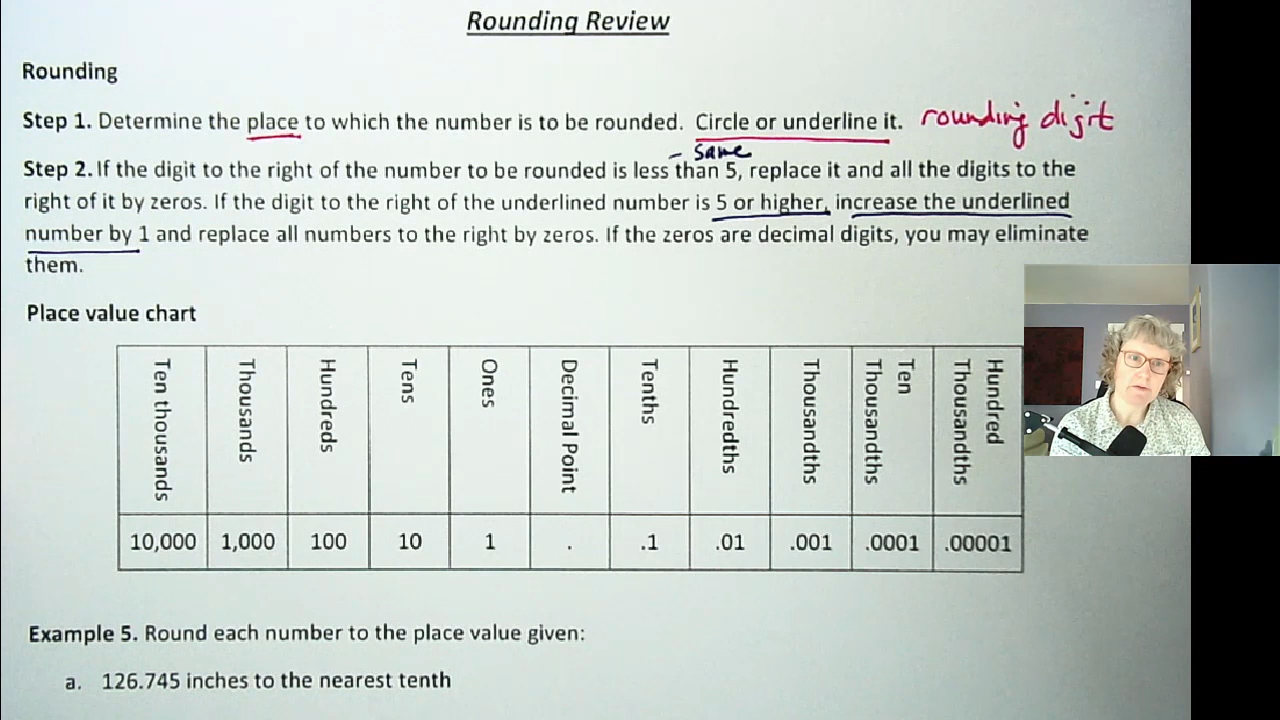 Rounding Review
Rounding
Step 1. Determine the place to which the number is to be rounded. Circle or underline it. rounding digit
– same
Step 2. If the digit to the right of the number to be rounded is less than 5, replace it and all the digits to the
right of it by zeros. If the digit to the right of the underlined number is 5 or higher, increase the underlined
number by 1 and replace all numbers to the right by zeros. If the zeros are decimal digits, you may eliminate
them.
Place value chart
Ten thousands
Thousands
Hundreds
Tens
Ones
Decimal Point
Tenths
Hundredths
Thousandths
Ten
Thousandths
Hundred
Thousandths
10,000 1,000 100 10 1 . .1 .01 .001 .0001 .00001
Example 5. Round each number to the place value given:
a. 126.745 inches to the nearest tenth